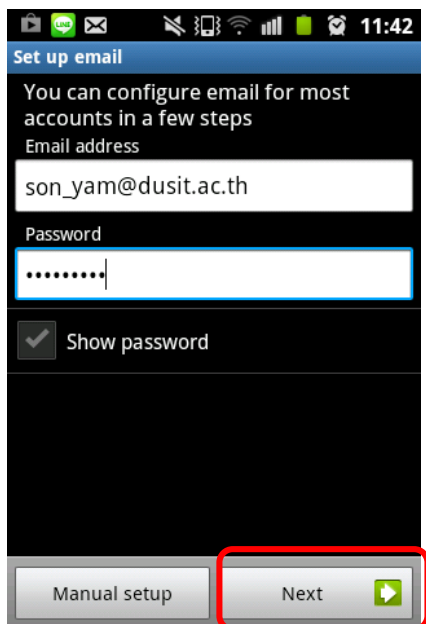 LINE 11:42
Set up email
You can configure email for most
accounts in a few steps
Email address
son_yam@dusit.ac.th
Password
•••••••••
Show password
Manual setup Next